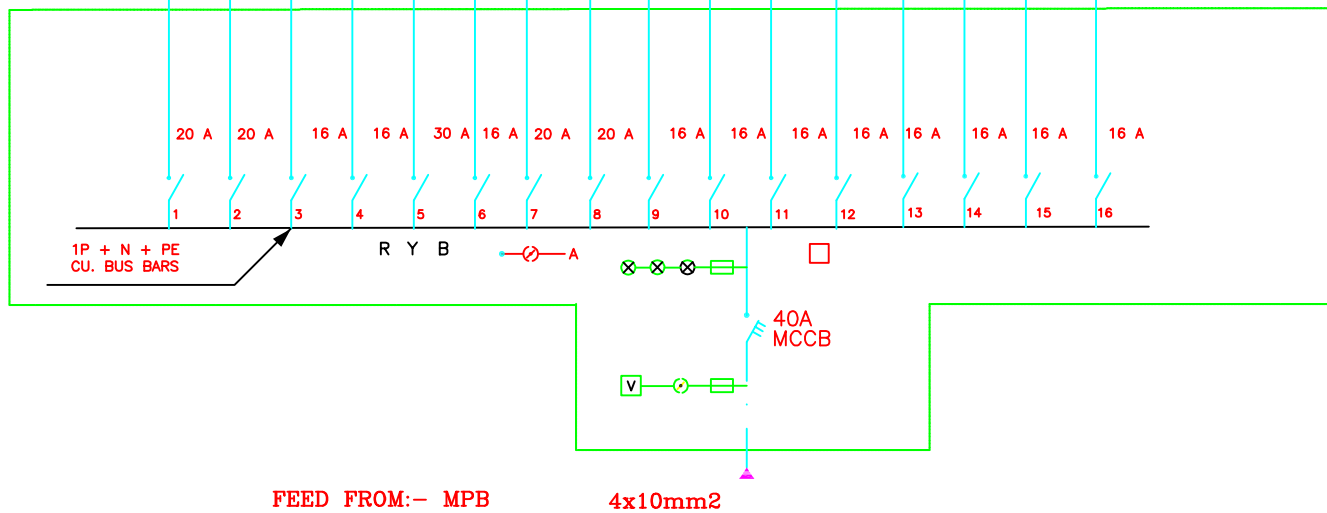 20 A 20 A 16 A 16 A 30 A 16 A 20 A 20 A 16 A 16 A 16 A 16 A 16 A 16 A 16 A 16 A
1 2 3 4 5 6 7 8 9 10 11 12 13 14 15 16
1P + N + PE
CU. BUS BARS
R Y B
A
40A
MCCB
V
FEED FROM:- MPB 4x10mm2